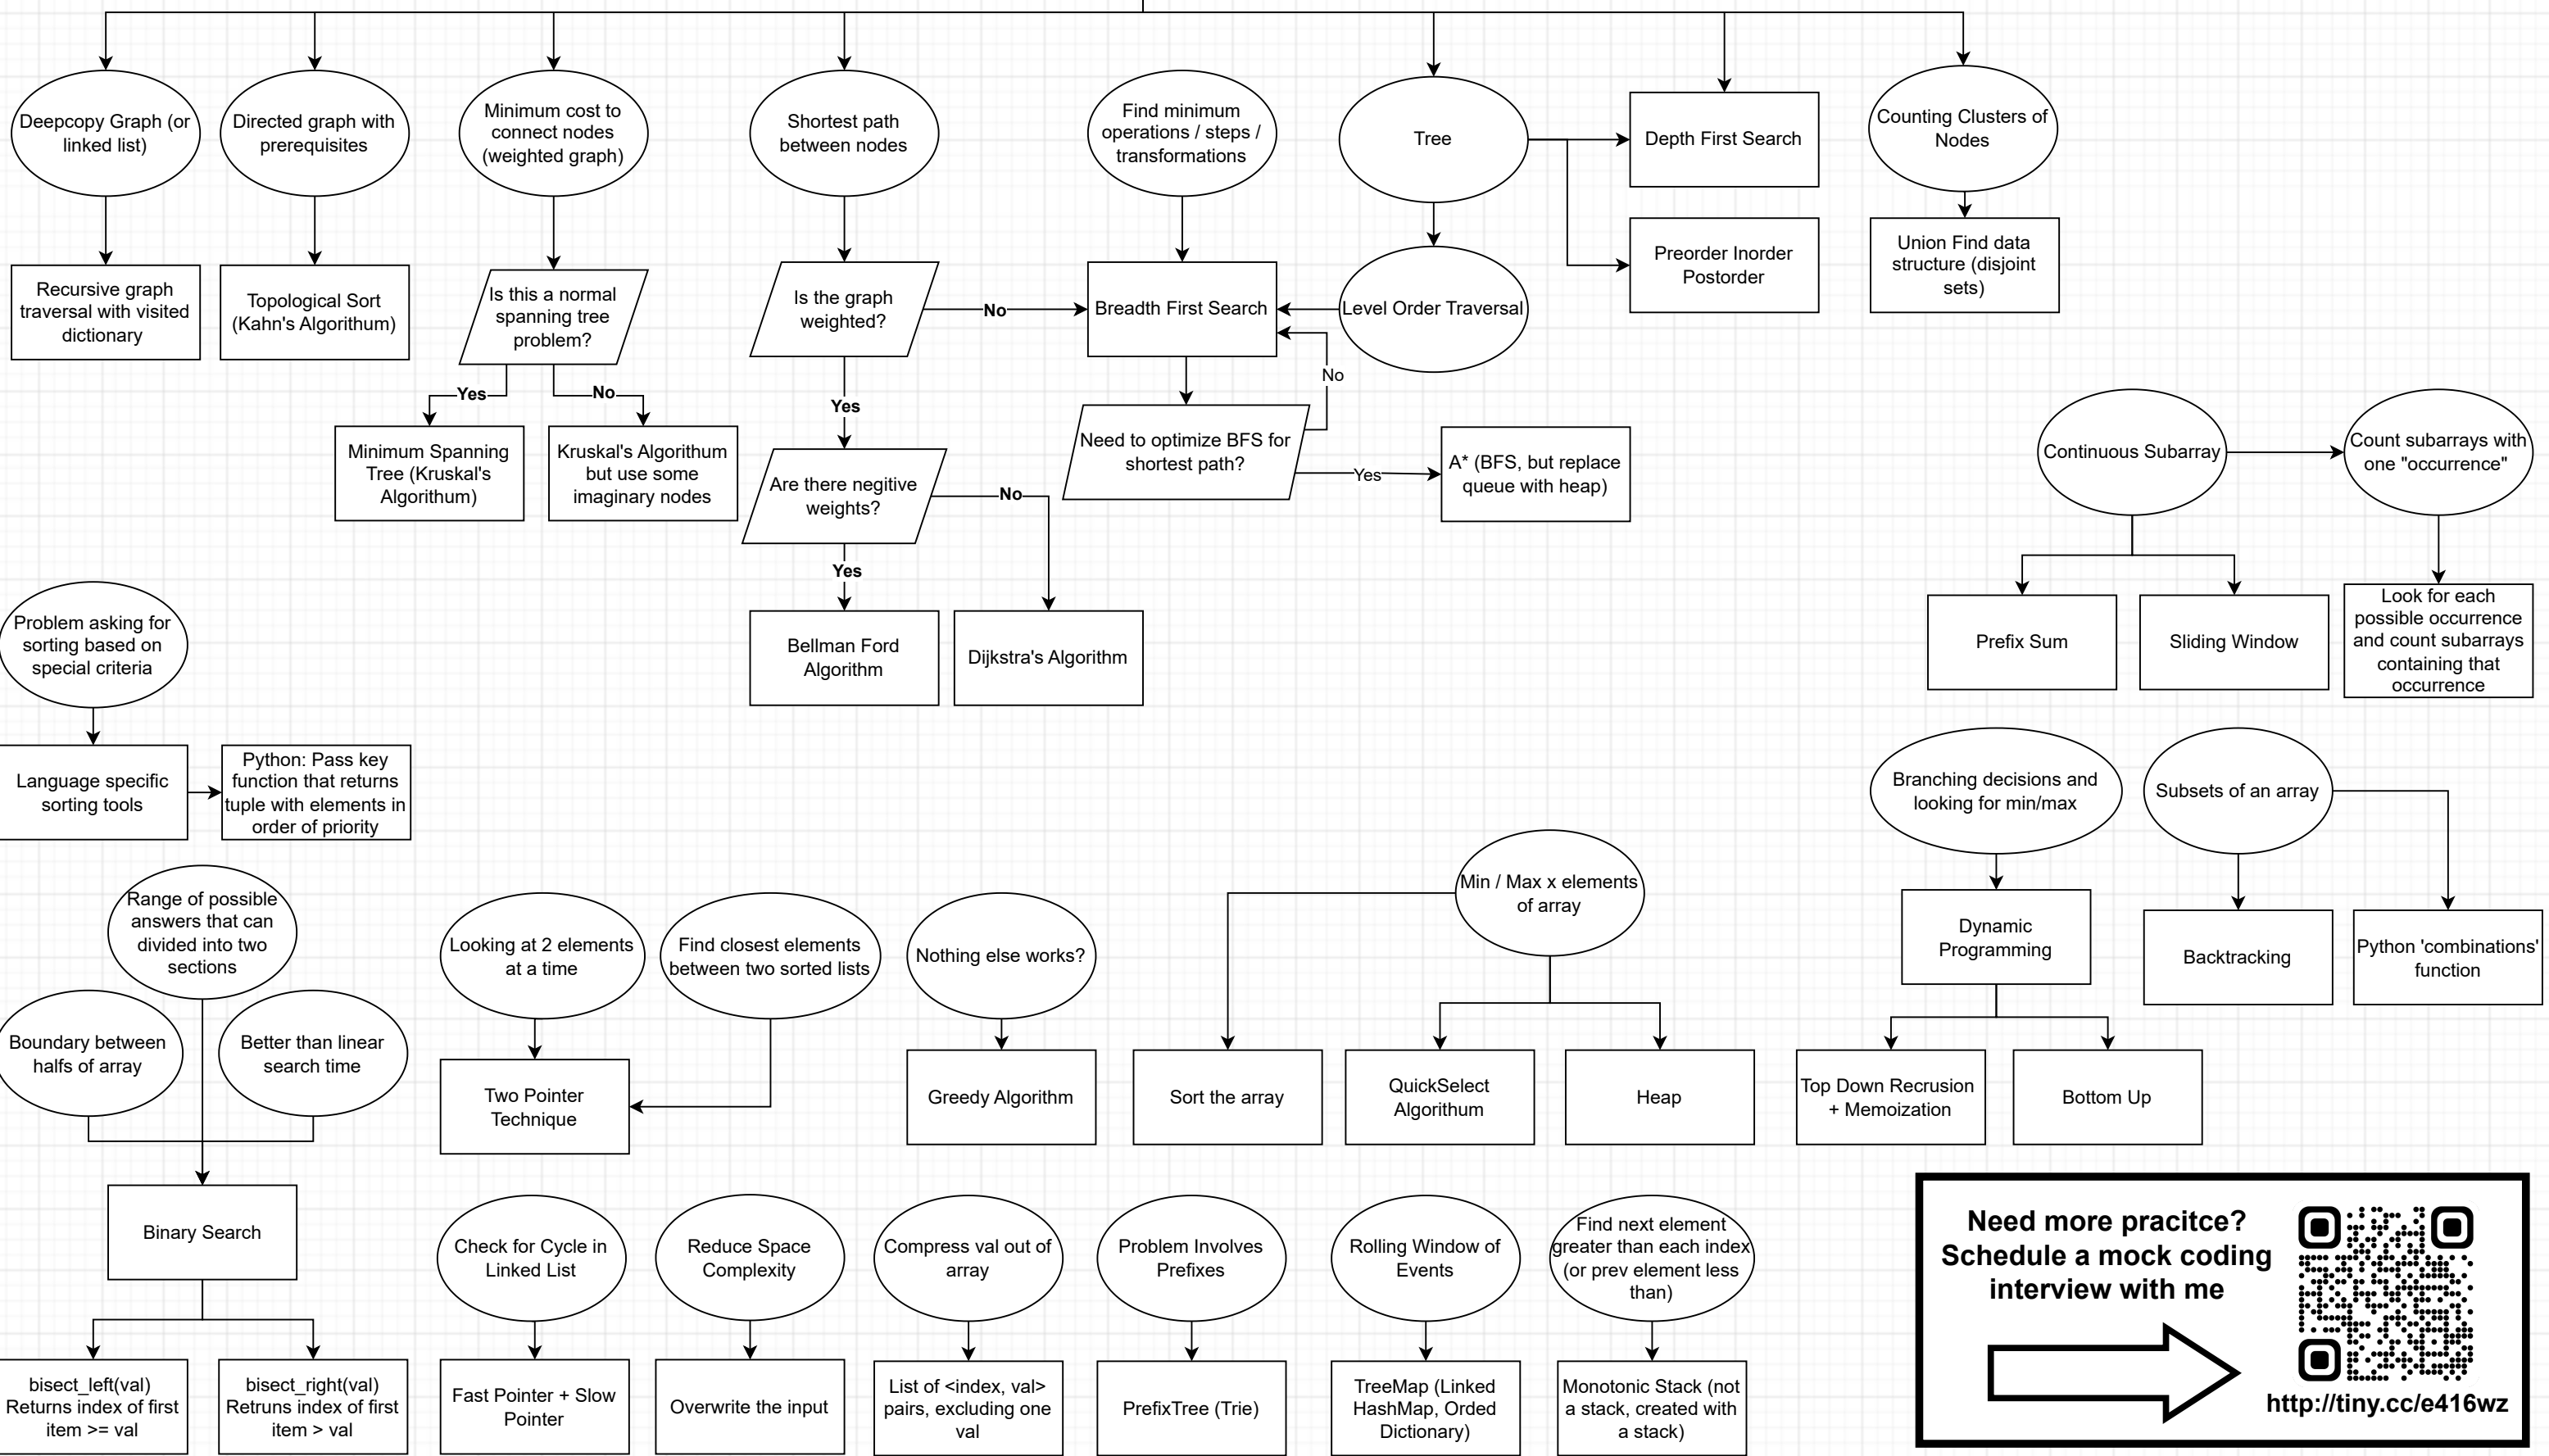 Deepcopy Graph (or
linked list)
Directed graph with
prerequisites
Minimum cost to
connect nodes
(weighted graph)
Shortest path
between nodes
Find minimum
operations / steps /
transformations
Tree
Depth First Search
Counting Clusters of
Nodes
Recursive graph
traversal with visited
dictionary
Topological Sort
(Kahn's Algorithum)
Is this a normal
spanning tree
problem?
Is the graph
weighted?
No
Breadth First Search
Level Order Traversal
Preorder Inorder
Postorder
Union Find data
structure (disjoint
sets)
Yes
No
Yes
No
Minimum Spanning
Tree (Kruskal's
Algorithum)
Kruskal's Algorithum
but use some
imaginary nodes
Are there negitive
weights?
No
Need to optimize BFS for
shortest path?
Yes
A* (BFS, but replace
queue with heap)
Continuous Subarray
Count subarrays with
one "occurrence"
Yes
Bellman Ford
Algorithm
Dijkstra's Algorithm
Prefix Sum
Sliding Window
Look for each
possible occurrence
and count subarrays
containing that
occurrence
Problem asking for
sorting based on
special criteria
Language specific
sorting tools
Python: Pass key
function that returns
tuple with elements in
order of priority
Branching decisions and
looking for min/max
Subsets of an array
Range of possible
answers that can
divided into two
sections
Looking at 2 elements
at a time
Find closest elements
between two sorted lists
Nothing else works?
Min / Max x elements
of array
Dynamic
Programming
Backtracking
Python 'combinations'
function
Boundary between
halfs of array
Better than linear
search time
Two Pointer
Technique
Greedy Algorithm
Sort the array
QuickSelect
Algorithum
Heap
Top Down Recrusion
+ Memoization
Bottom Up
Binary Search
Check for Cycle in
Linked List
Reduce Space
Complexity
Compress val out of
array
Problem Involves
Prefixes
Rolling Window of
Events
Find next element
greater than each index
(or prev element less
than)
bisect_left(val)
Returns index of first
item >= val
bisect_right(val)
Retruns index of first
item > val
Fast Pointer + Slow
Pointer
Overwrite the input
List of <index, val>
pairs, excluding one
val
PrefixTree (Trie)
TreeMap (Linked
HashMap, Orded
Dictionary)
Monotonic Stack (not
a stack, created with
a stack)
Need more pracitce?
Schedule a mock coding
interview with me
http://tiny.cc/e416wz